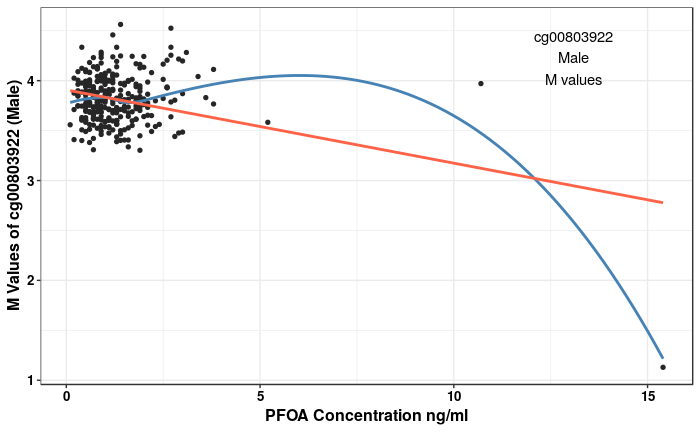 cg00803922
Male
M values
M Values of cg00803922 (Male)
4
3
2
1
0
5
10
15
PFOA Concentration ng/ml